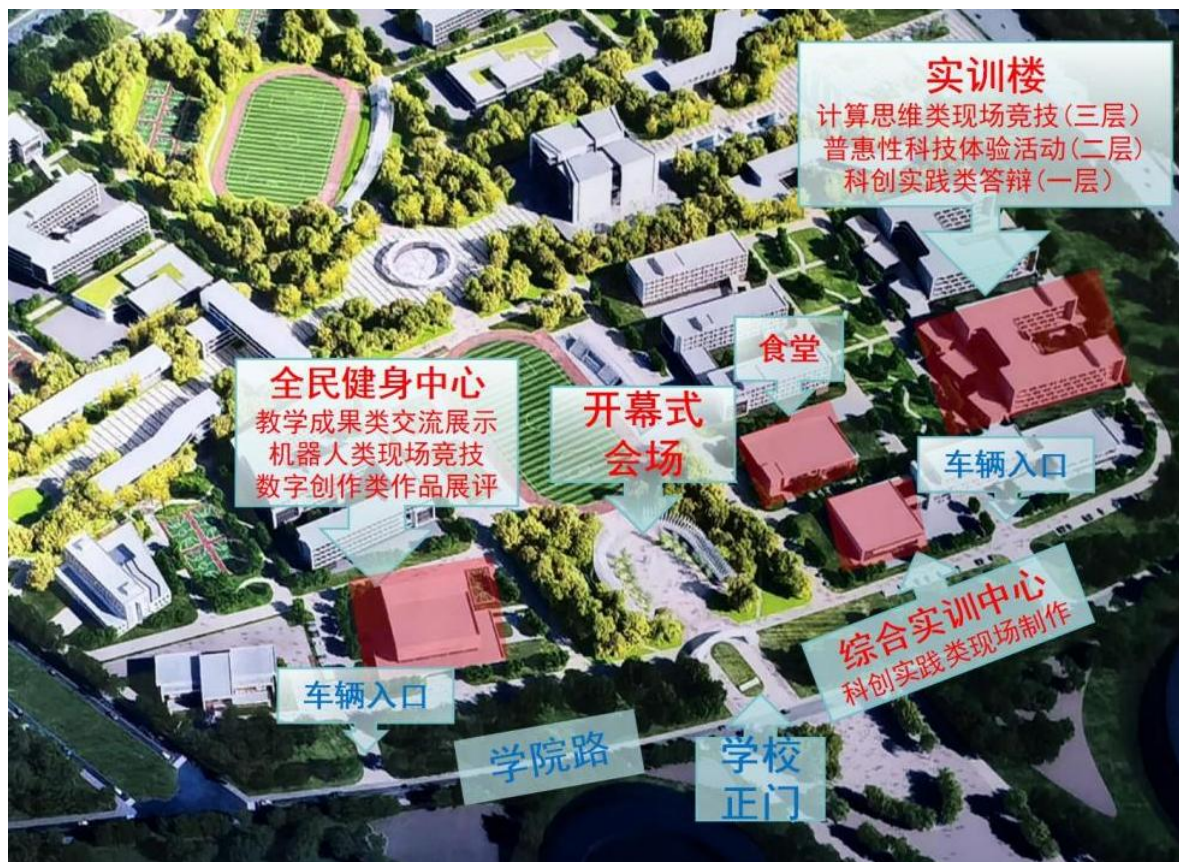 实训楼
计算思维类现场竞技(三层)
普惠性科技体验活动(二层)
科创实践类答辩(一层)
食堂
全民健身中心
教学成果类交流展示
机器人类现场竞技
数字创作类作品展评
开幕式
会场
车辆入口
综合实训中心
科创实践类现场制作
车辆入口
学院路
学校
正门